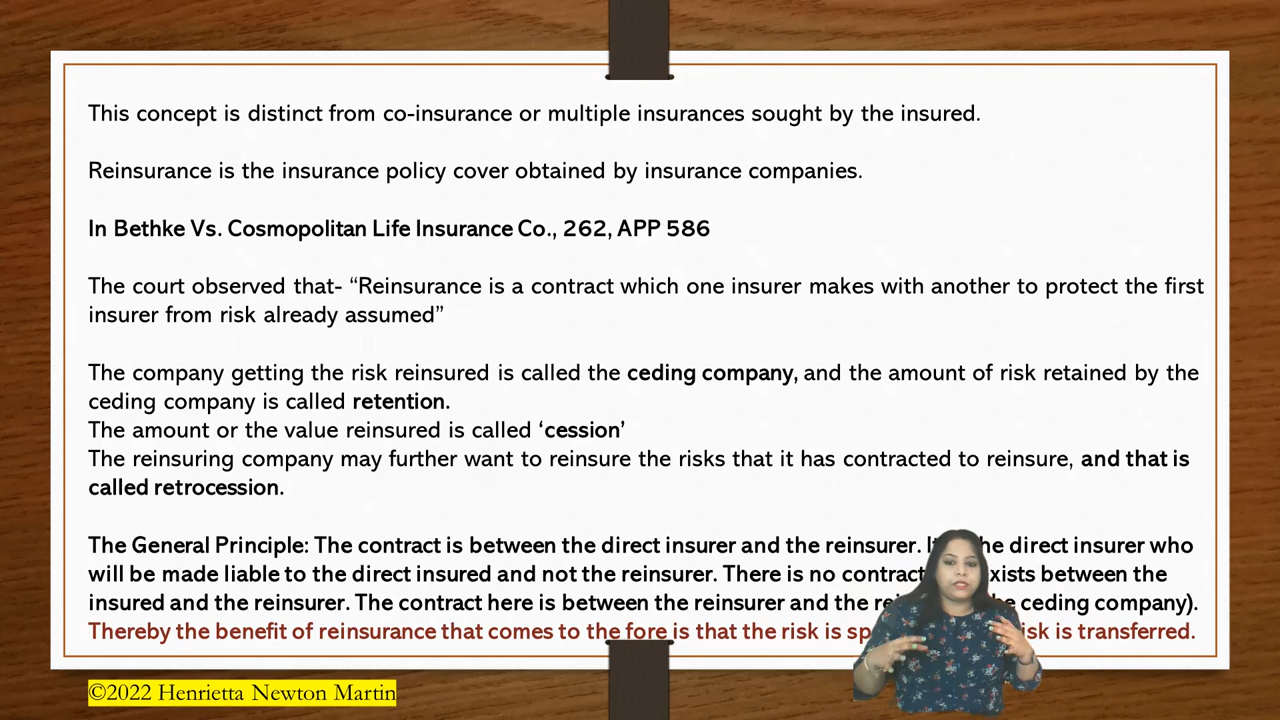 This concept is distinct from co-insurance or multiple insurances sought by the insured.
Reinsurance is the insurance policy cover obtained by insurance companies.
In Bethke Vs. Cosmopolitan Life Insurance Co., 262, APP 586
The court observed that- “Reinsurance is a contract which one insurer makes with another to protect the first
insurer from risk already assumed”
The company getting the risk reinsured is called the ceding company, and the amount of risk retained by the
ceding company is called retention.
The amount or the value reinsured is called ‘cession’
The reinsuring company may further want to reinsure the risks that it has contracted to reinsure, and that is
called retrocession.
The General Principle: The contract is between the direct insurer and the reinsurer. direct insurer who
will be made liable to the direct insured and not the reinsurer. There is no contract between the
insured and the reinsurer. The contract here is between the reinsurer and the ceding company).
Thereby the benefit of reinsurance that comes to the fore is that the risk is is transferred.
©2022 Henrietta Newton Martin